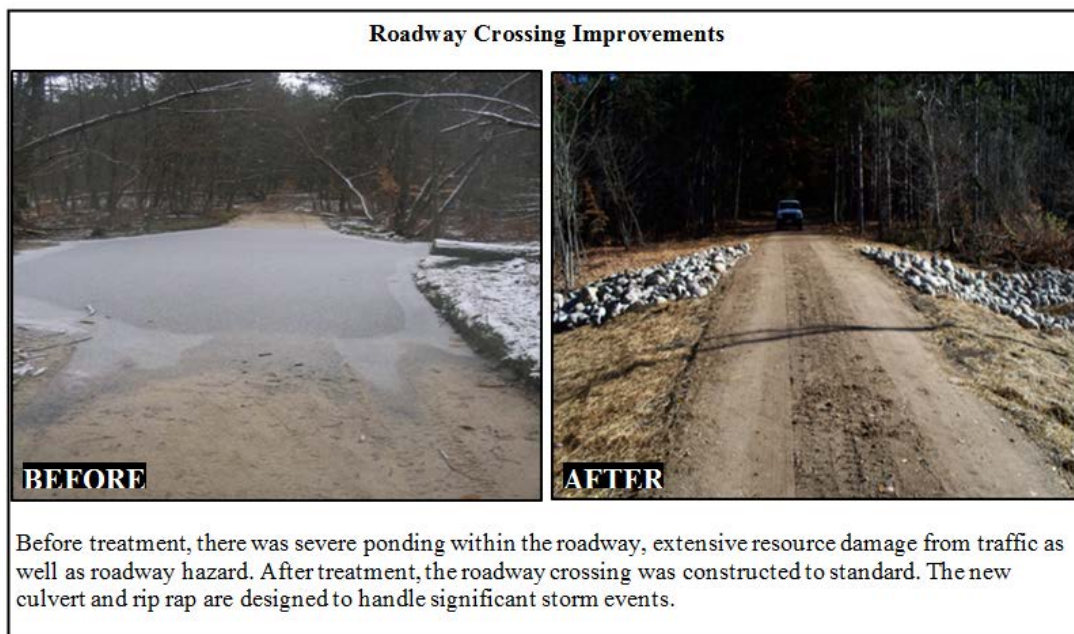 Roadway Crossing Improvements
BEFORE
AFTER
Before treatment, there was severe ponding within the roadway, extensive resource damage from traffic as
well as roadway hazard. After treatment, the roadway crossing was constructed to standard. The new
culvert and rip rap are designed to handle significant storm events.